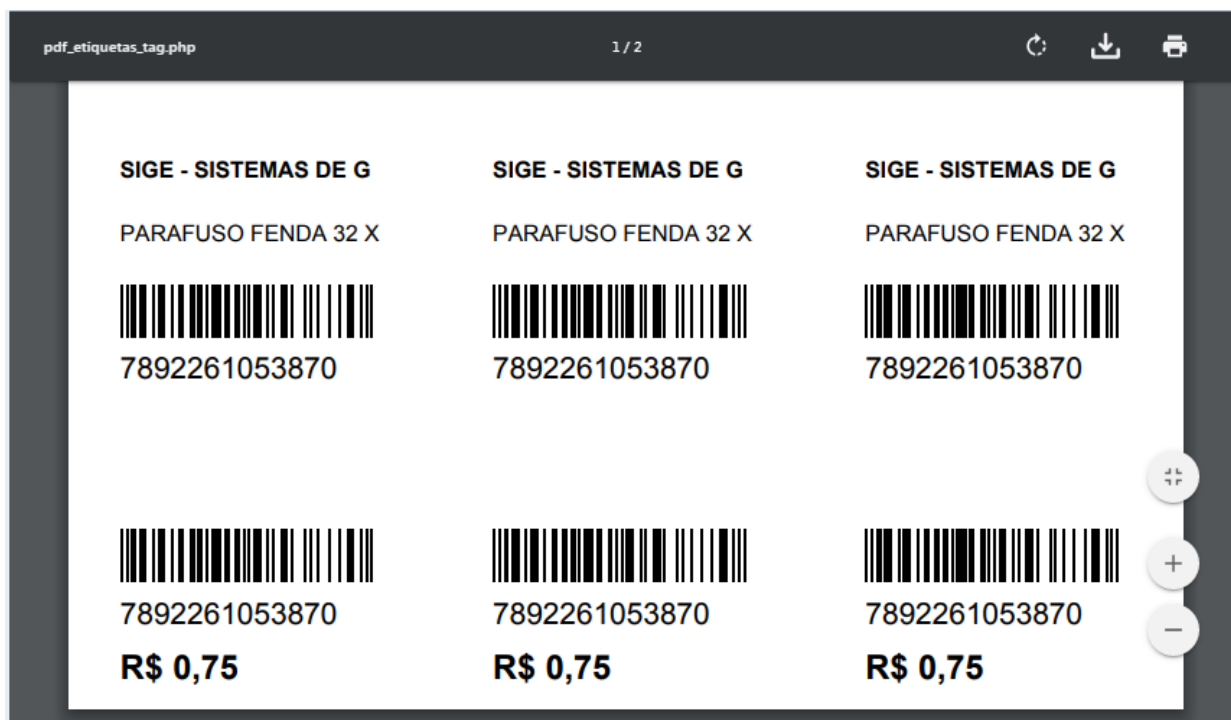 pdf_etiquetas_tag.php 1 / 2
SIGE - SISTEMAS DE G SIGE - SISTEMAS DE G SIGE - SISTEMAS DE G
PARAFUSO FENDA 32 X PARAFUSO FENDA 32 X PARAFUSO FENDA 32 X
7892261053870 7892261053870 7892261053870
7892261053870 7892261053870 7892261053870
R$ 0,75 R$ 0,75 R$ 0,75